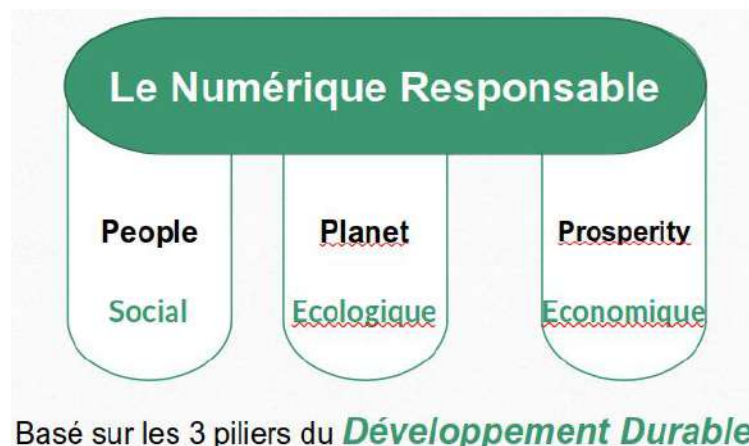 Le Numérique Responsable
People Planet Prosperity
Social Ecologique Economique
Basé sur les 3 piliers du Développement Durable